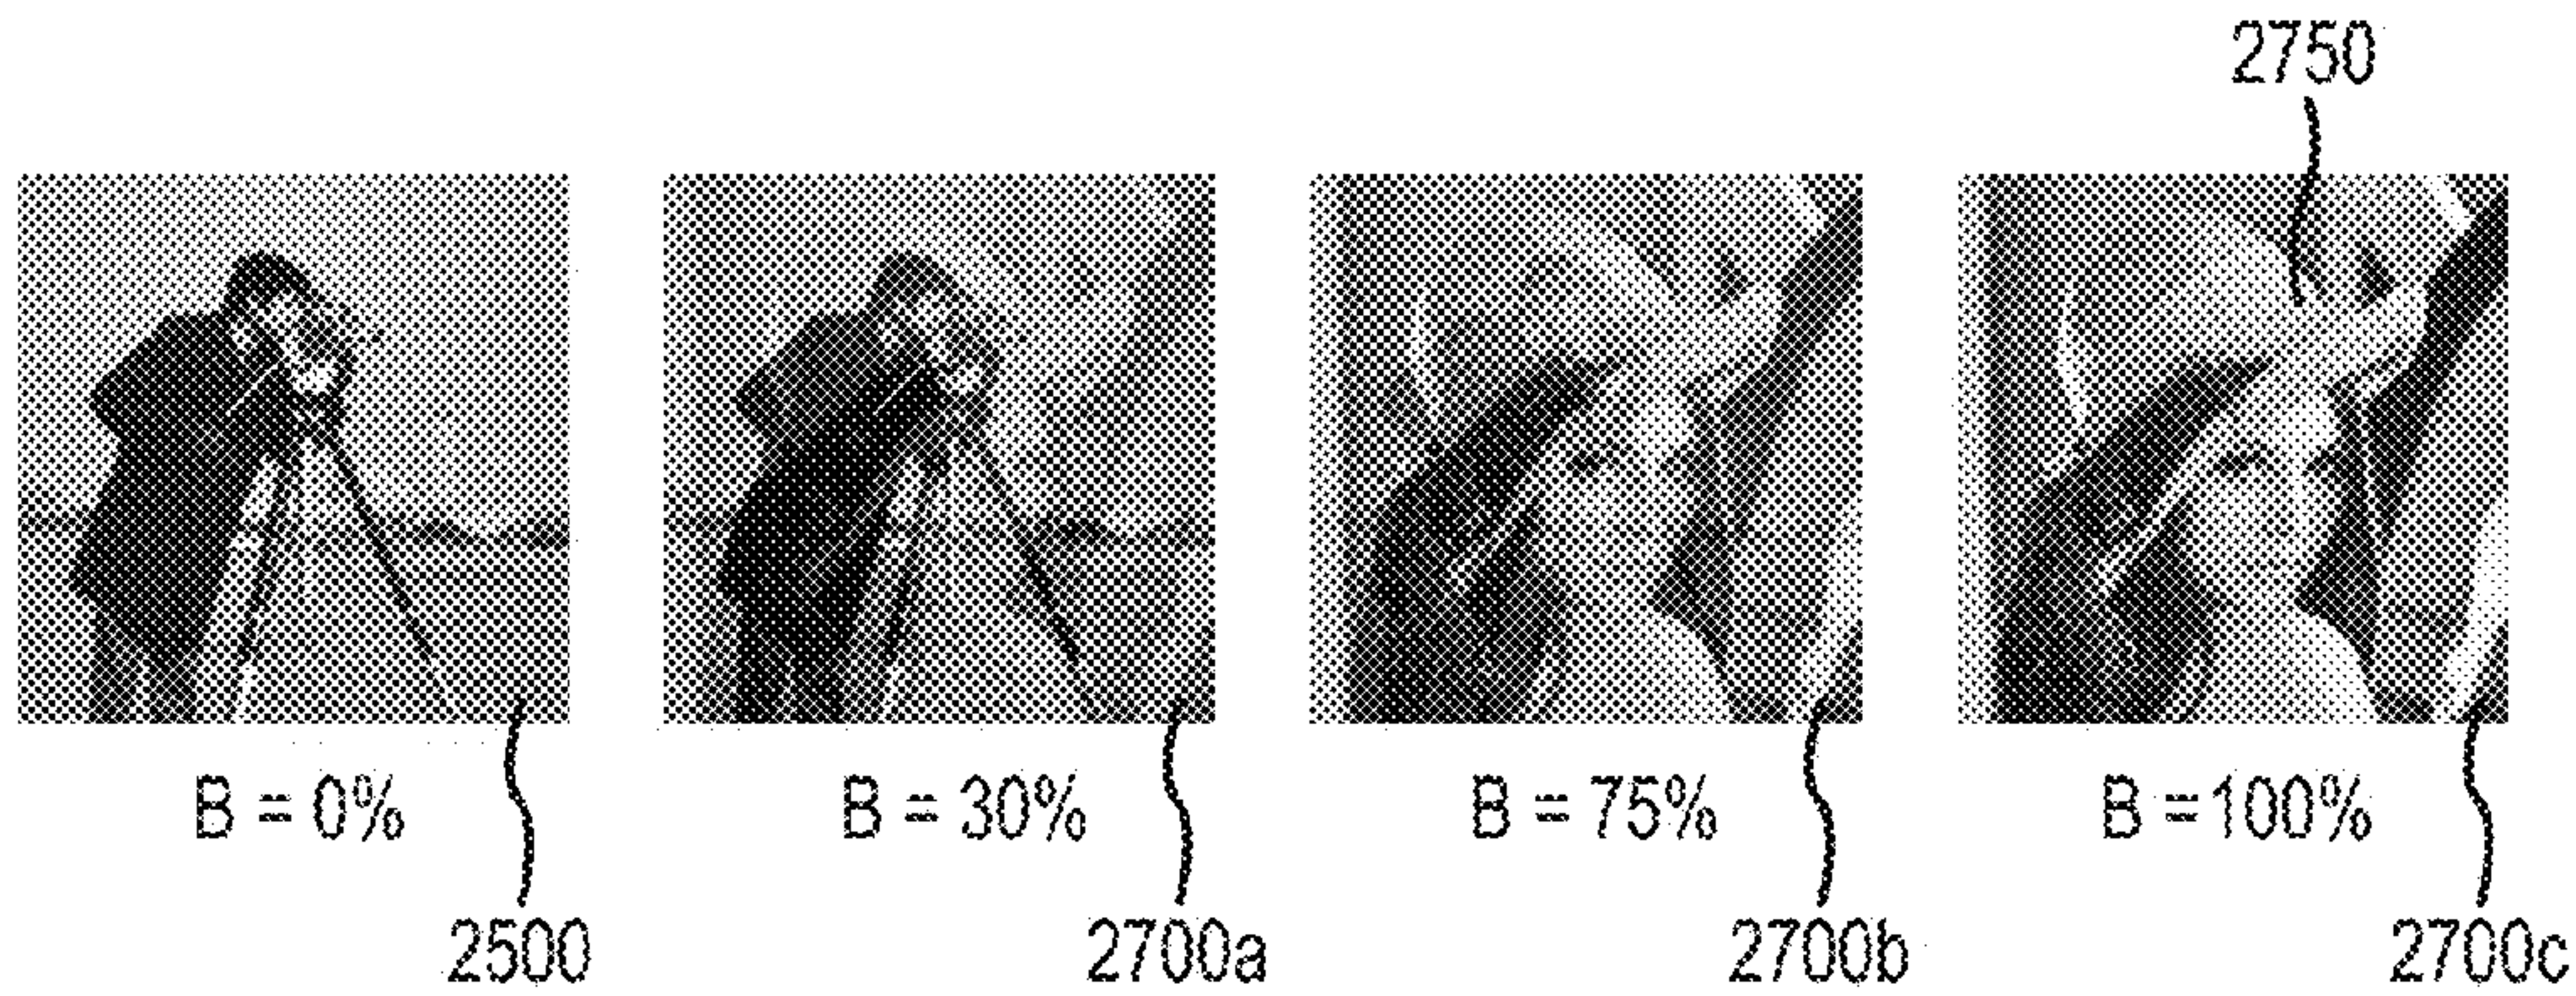 2750
B = 0%
B = 30%
B = 75%
B =100%
2500
2700a
2700b
2700c